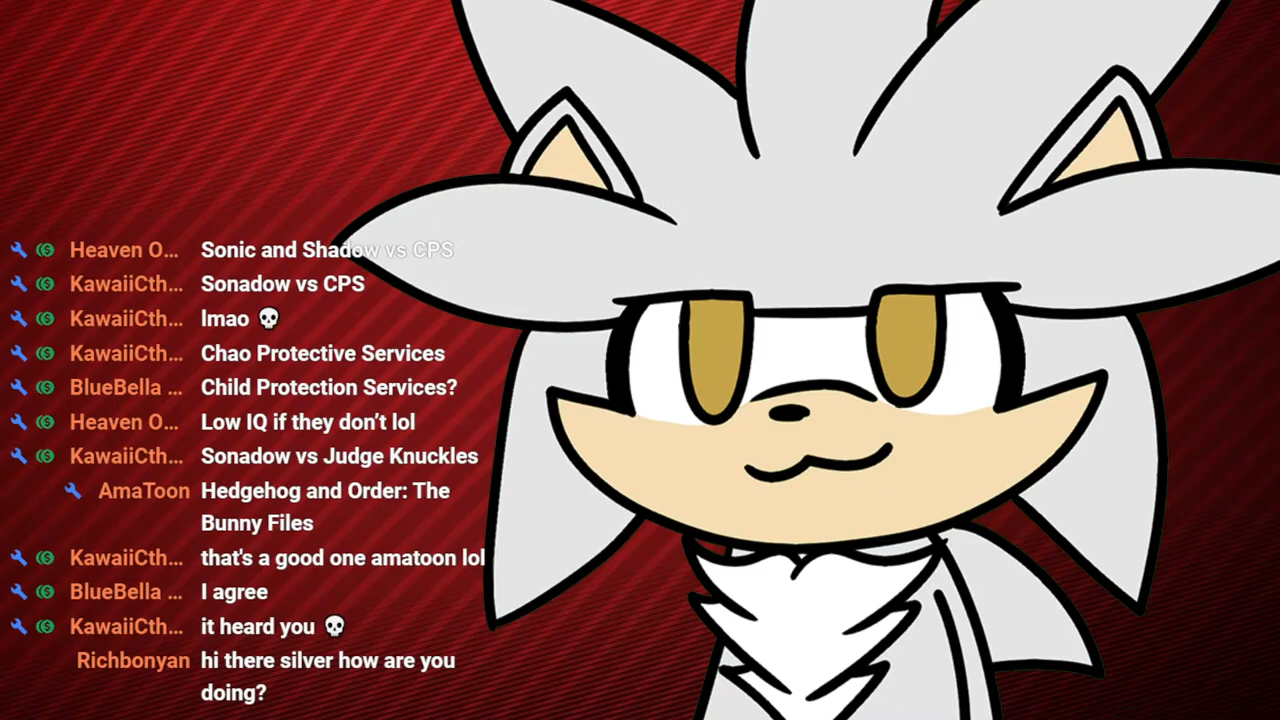 Heaven O... Sonic and Shadow vs CPS
KawaiiCth... Sonadow vs CPS
KawaiiCth... lmao 💀
KawaiiCth... Chao Protective Services
BlueBella ... Child Protection Services?
Heaven O... Low IQ if they don’t lol
KawaiiCth... Sonadow vs Judge Knuckles
AmaToon Hedgehog and Order: The
Bunny Files
KawaiiCth... that's a good one amatoon lol
BlueBella ... I agree
KawaiiCth... it heard you 💀
Richbonyan hi there silver how are you
doing?